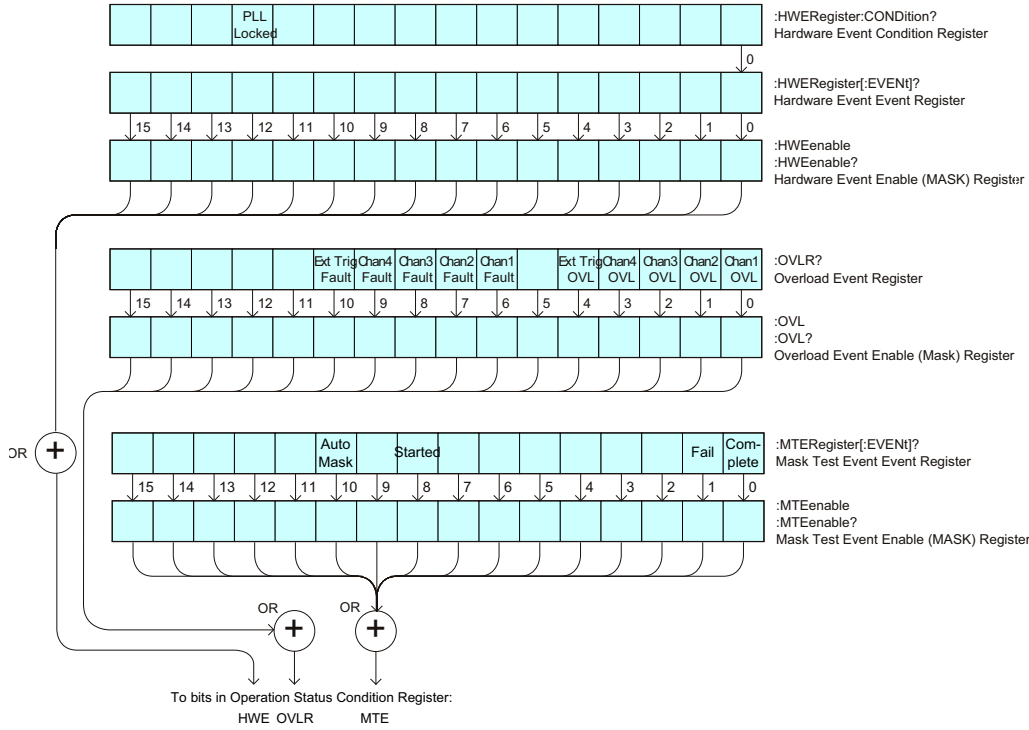 PLL
Locked
:HWERegister:CONDition?
Hardware Event Condition Register
0
:HWERegister[:EVENt]?
Hardware Event Event Register
15 14 13 12 11 10 9 8 7 6 5 4 3 2 1 0
:HWEenable
:HWEenable?
Hardware Event Enable (MASK) Register
Ext Trig Chan4 Chan3 Chan2 Chan1 Ext Trig Chan4 Chan3 Chan2 Chan1
Fault Fault Fault Fault Fault OVL OVL OVL OVL OVL
:OVLR?
Overload Event Register
15 14 13 12 11 10 9 8 7 6 5 4 3 2 1 0
:OVL
:OVL?
Overload Event Enable (Mask) Register
OR +
Auto Started Fail Com-
Mask plete
:MTERegister[:EVENt]?
Mask Test Event Event Register
15 14 13 12 11 10 9 8 7 6 5 4 3 2 1 0
:MTEenable
:MTEenable?
Mask Test Event Enable (MASK) Register
OR + OR +
To bits in Operation Status Condition Register:
HWE OVLR MTE